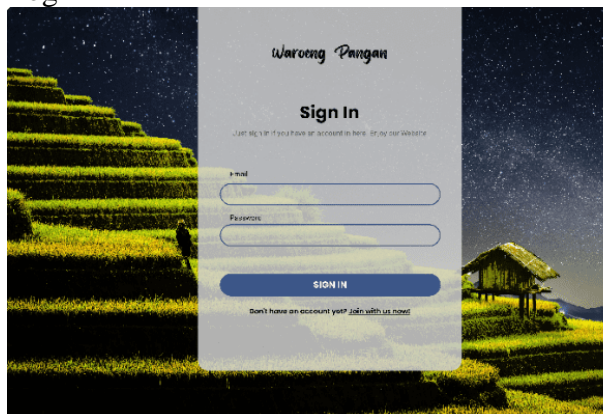 Waroeng Pangan
Sign In
Just sign in if you have an account in here. Enjoy our Website
Email
Password
SIGN IN
Don't have an account yet? Join with us now!